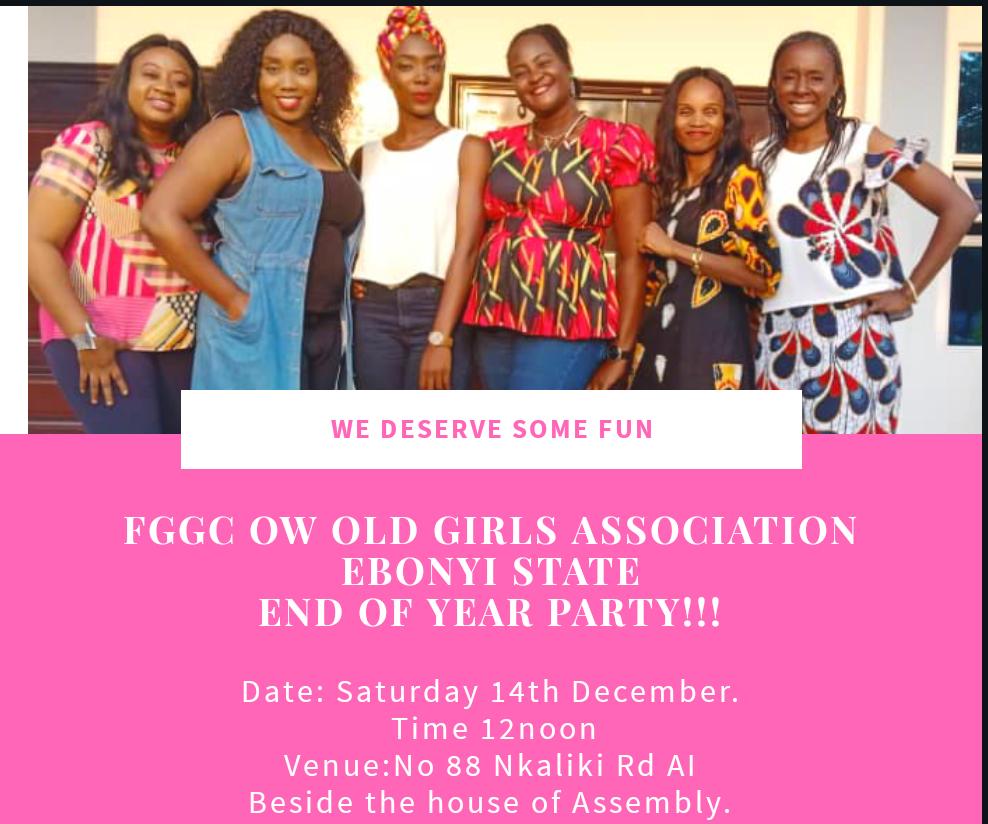 WE DESERVE SOME FUN
FGGC OW OLD GIRLS ASSOCIATION
EBONYI STATE
END OF YEAR PARTY!!!
Date: Saturday 14th December.
Time 12noon
Venue:No 88 Nkaliki Rd AI
Beside the house of Assembly.